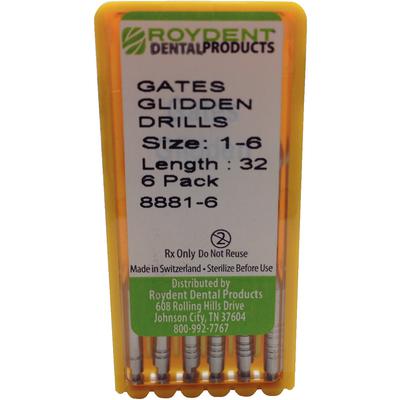 ROYDENT
DENTALPRODUCTS
GATES
GLIDDEN
DRILLS
Size: 1-6
Length : 32
6 Pack
8881-6
2
Rx Only Do Not Reuse
Made in Switzerland • Sterilize Before Use
Distributed by
Roydent Dental Products
608 Rolling Hills Drive
Johnson City, TN 37604
800-992-7767